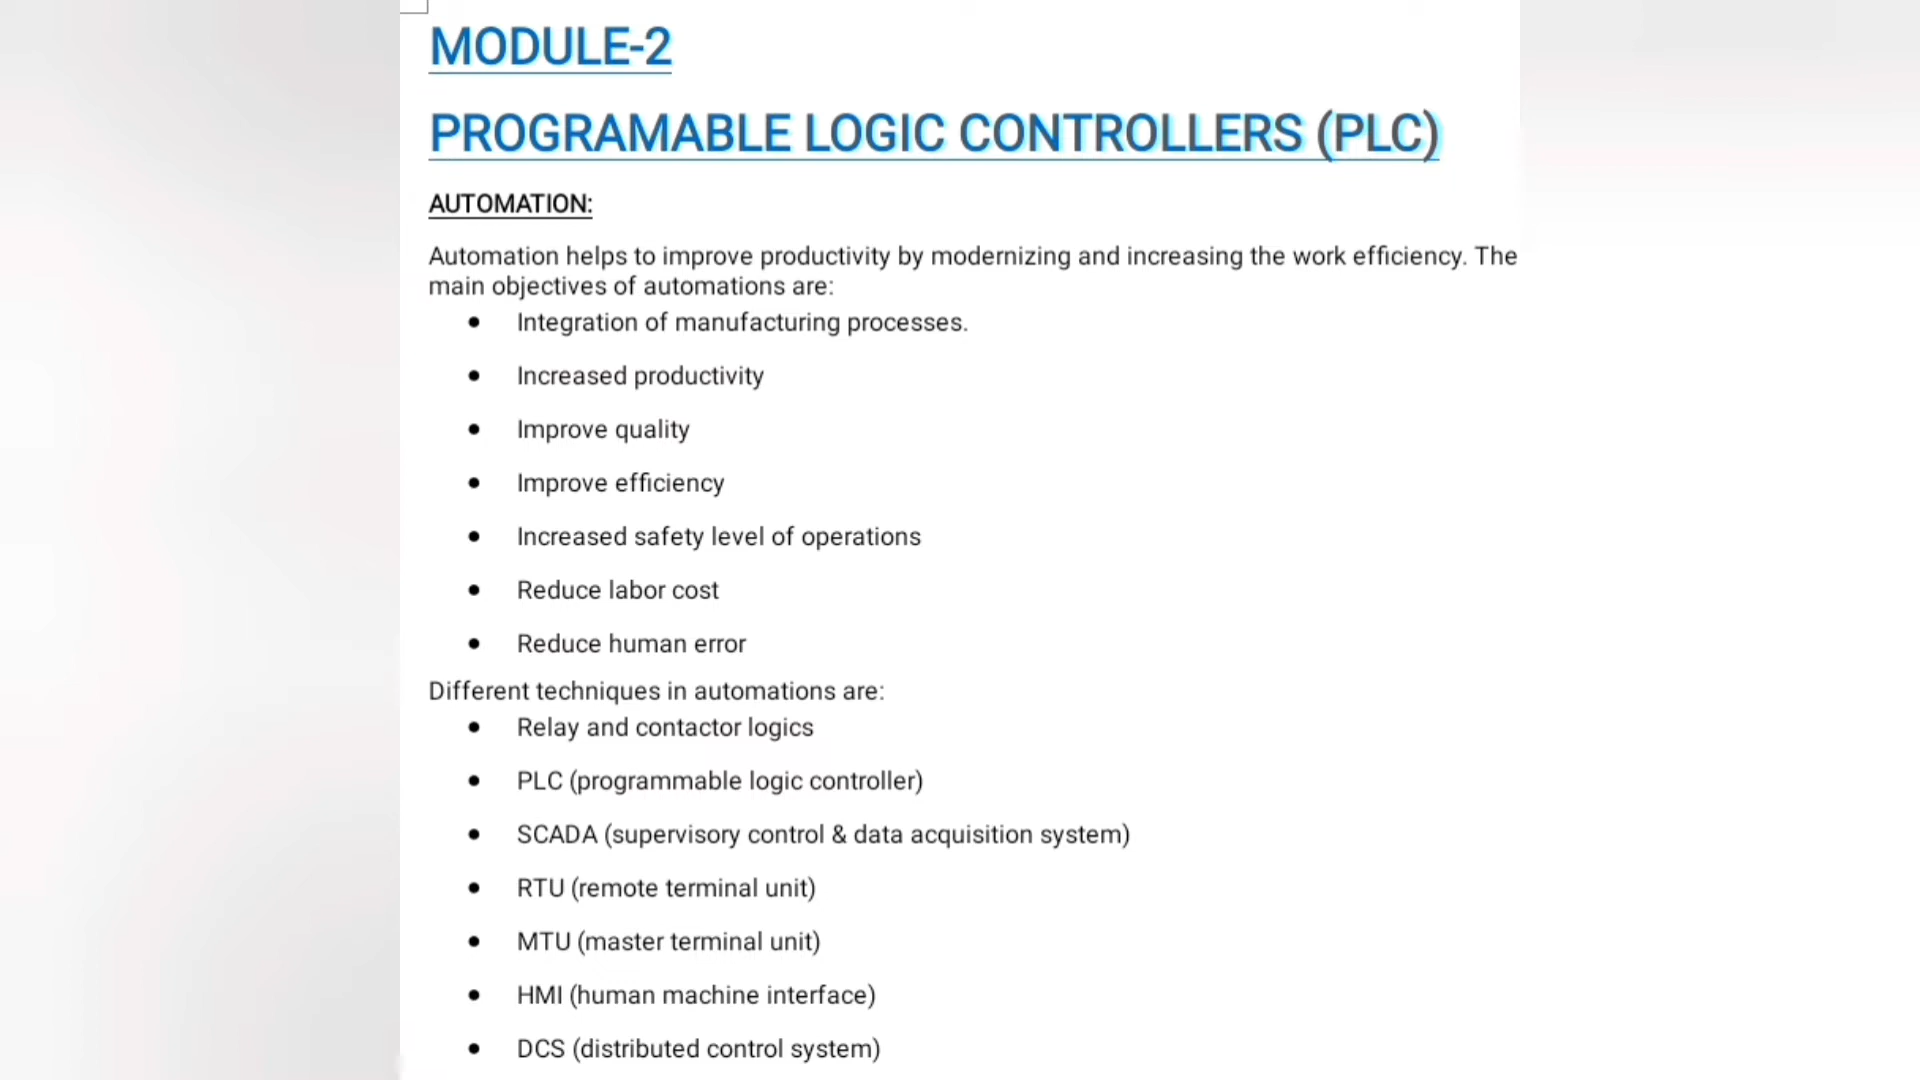 MODULE-2
PROGRAMABLE LOGIC CONTROLLERS (PLC)
AUTOMATION:
Automation helps to improve productivity by modernizing and increasing the work efficiency. The
main objectives of automations are:
• Integration of manufacturing processes.
• Increased productivity
• Improve quality
• Improve efficiency
• Increased safety level of operations
• Reduce labor cost
• Reduce human error
Different techniques in automations are:
• Relay and contactor logics
• PLC (programmable logic controller)
• SCADA (supervisory control & data acquisition system)
• RTU (remote terminal unit)
• MTU (master terminal unit)
• HMI (human machine interface)
• DCS (distributed control system)